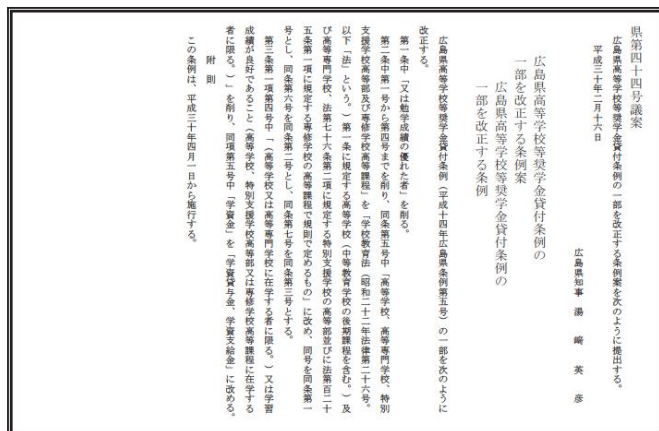 県第四十四号議案
広島県高等学校等奨学金貸付条例の一部を改正する条例案を次のように提出する。
平成三十年二月十六日
広島県知事　湯　﨑　英　彦
広島県高等学校等奨学金貸付条例の
一部を改正する条例案
広島県高等学校等奨学金貸付条例の
一部を改正する条例
広島県高等学校等奨学金貸付条例（平成十四年広島県条例第五号）の一部を次のように
改正する。
第一条中「又は勉学成績の優れた者」を削る。
第二条中第一号から第四号までを削り、同条第五号中「高等学校、高等専門学校、特別
支援学校高等部及び専修学校高等課程」を「学校教育法（昭和二十二年法律第二十六号。
以下「法」という。）第一条に規定する高等学校（中等教育学校の後期課程を含む。）及
び高等専門学校、法第七十六条第二項に規定する特別支援学校の高等部並びに法第百二十
五条第一項に規定する専修学校の高等課程で規則で定めるもの」に改め、同号を同条第一
号とし、同条第六号を同条第二号とし、同条第七号を同条第三号とする。
第三条第一項第四号中「（高等学校又は高等専門学校に在学する者に限る。）又は学習
成績が良好であること（高等学校、特別支援学校高等部又は専修学校高等課程に在学する
者に限る。）」を削り、同項第五号中「学資金」を「学資貸与金、学資支給金」に改める。
附　則
この条例は、平成三十年四月一日から施行する。